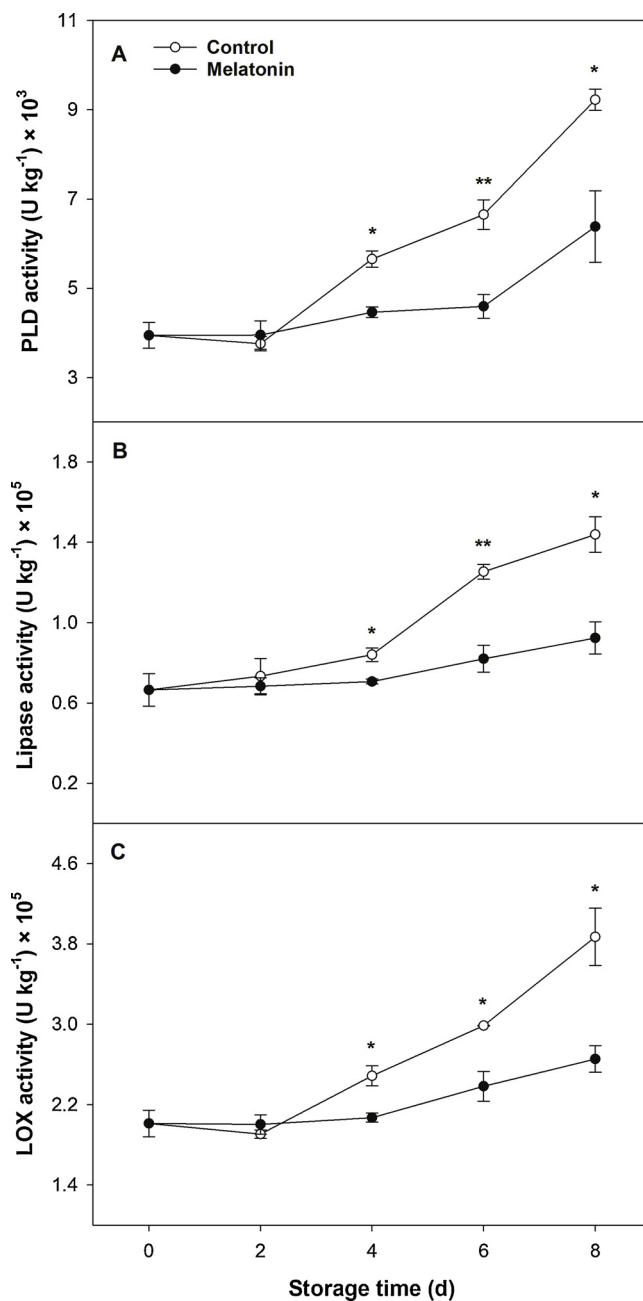 11
A
Control
Melatonin
*
9
**
7
*
5
3
PLD activity (U kg⁻¹) × 10³
B
1.8
*
**
1.4
*
1.0
0.6
0.2
Lipase activity (U kg⁻¹) × 10⁵
C
4.6
*
3.8
*
3.0
*
2.2
1.4
LOX activity (U kg⁻¹) × 10⁵
0 2 4 6 8
Storage time (d)